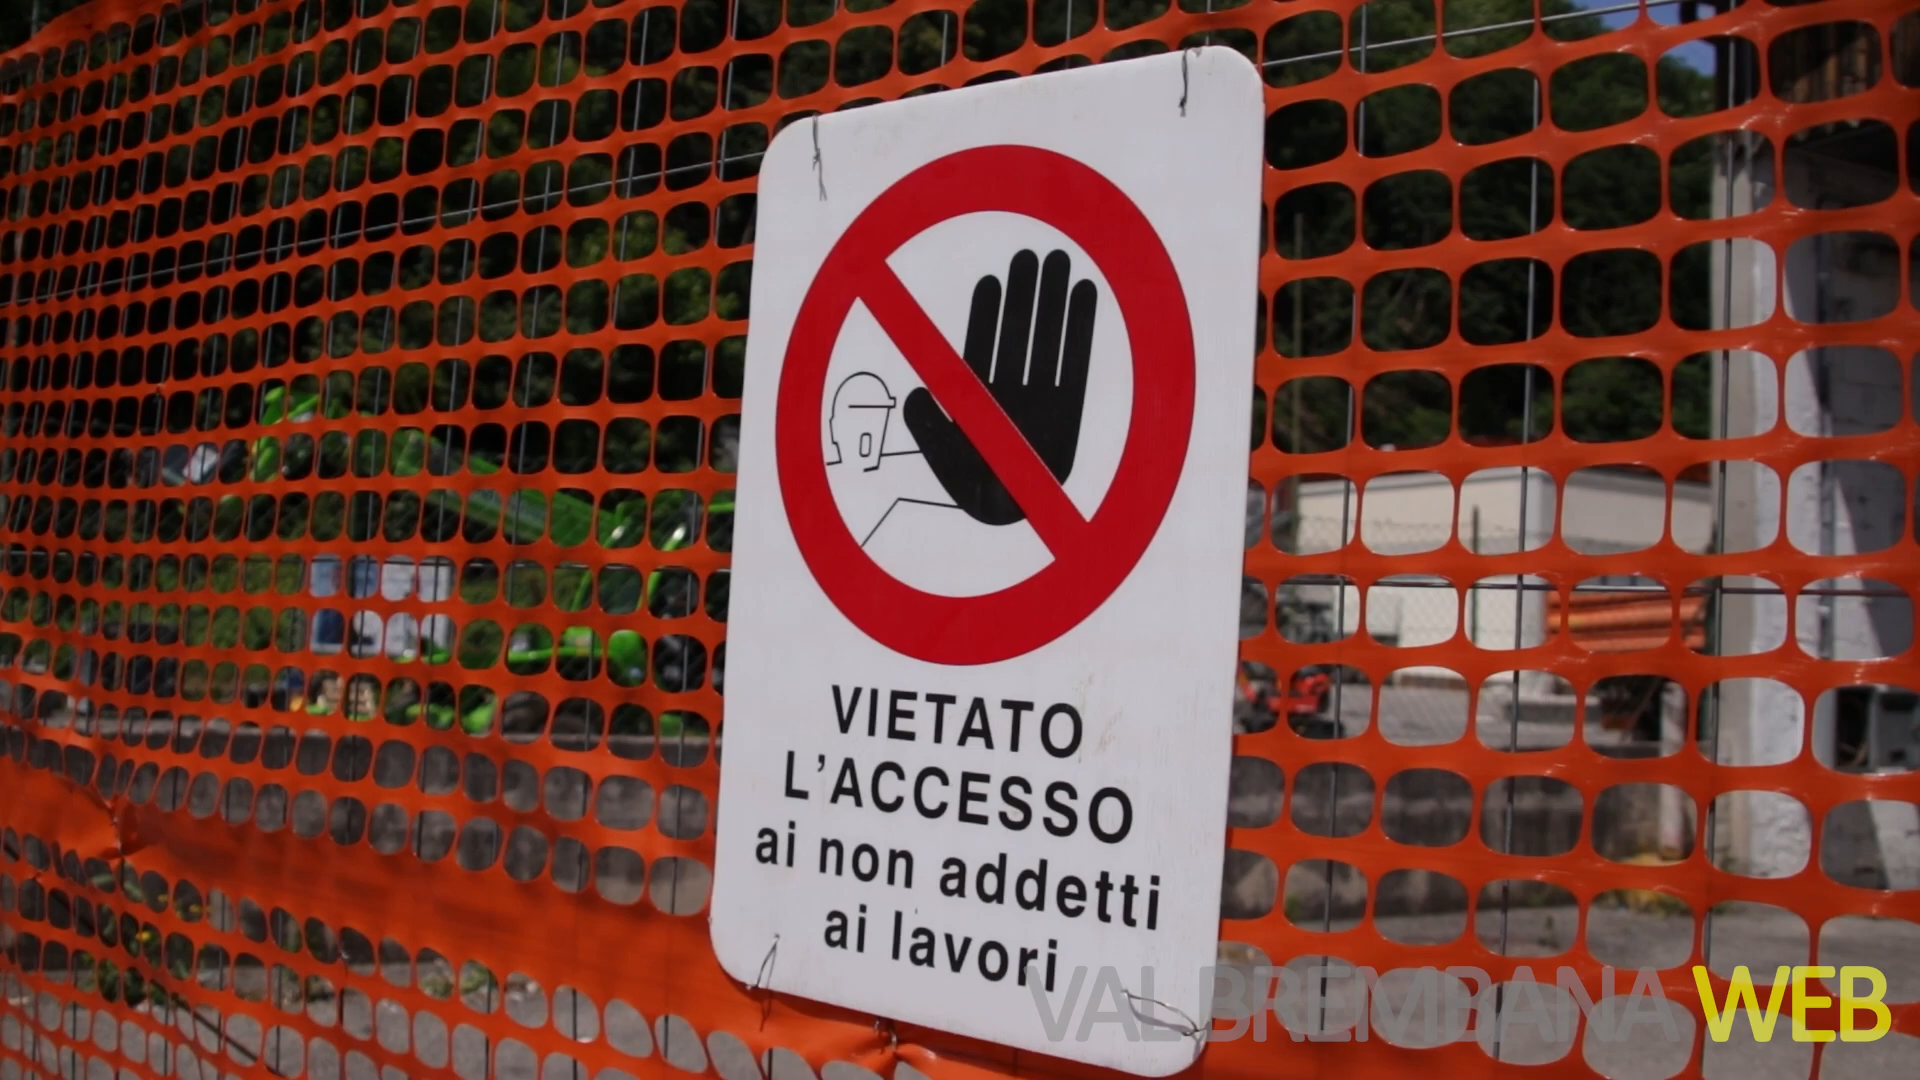 VIETATO
L'ACCESSO
ai non addetti
ai lavori
VALBREMBANA WEB